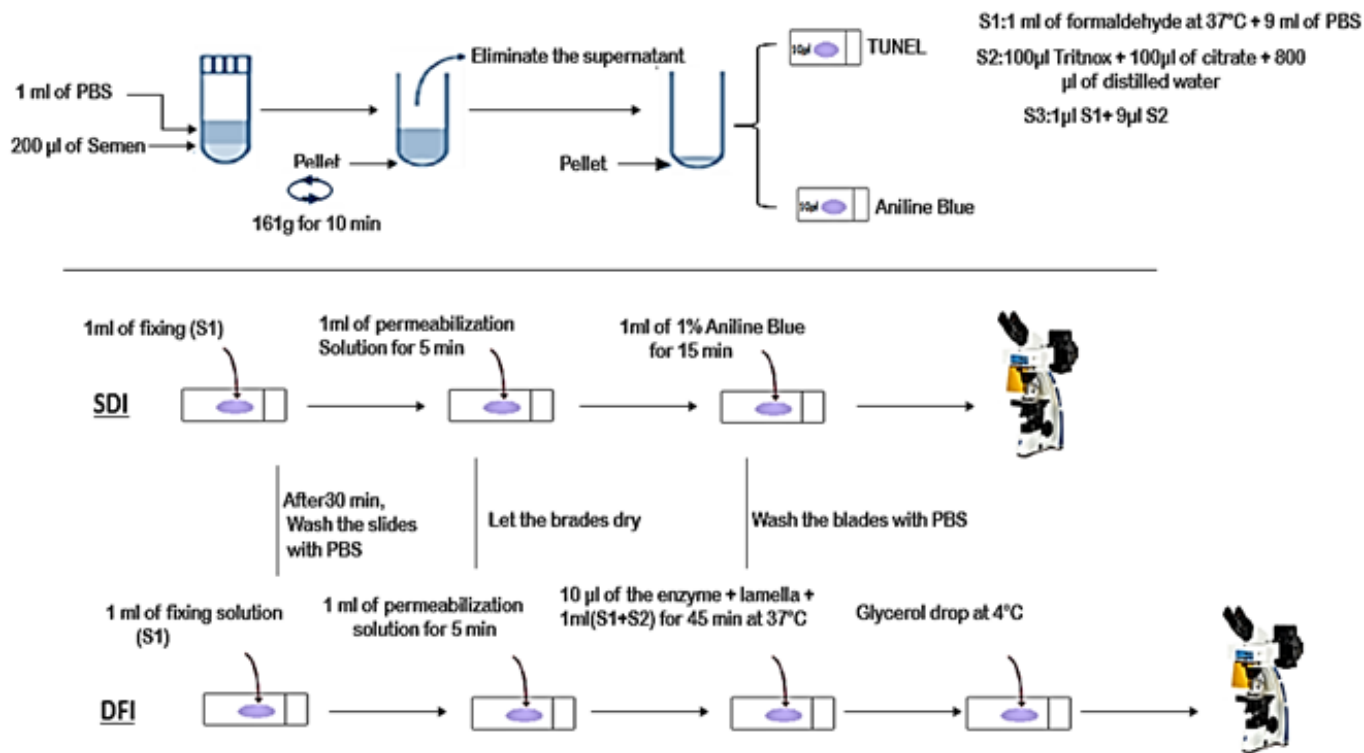 1 ml of PBS
200 µl of Semen
Pellet
161g for 10 min
Eliminate the supernatant
Pellet
10µl
TUNEL
10µl
Aniline Blue
S1:1 ml of formaldehyde at 37°C + 9 ml of PBS
S2:100µl Tritnox + 100µl of citrate + 800
µl of distilled water
S3:1µl S1+ 9µl S2
SDI
1ml of fixing (S1)
1ml of permeabilization
Solution for 5 min
1ml of 1% Aniline Blue
for 15 min
After30 min,
Wash the slides
with PBS
Let the brades dry
Wash the blades with PBS
DFI
1 ml of fixing solution
(S1)
1 ml of permeabilization
solution for 5 min
10 µl of the enzyme + lamella +
1ml(S1+S2) for 45 min at 37°C
Glycerol drop at 4°C